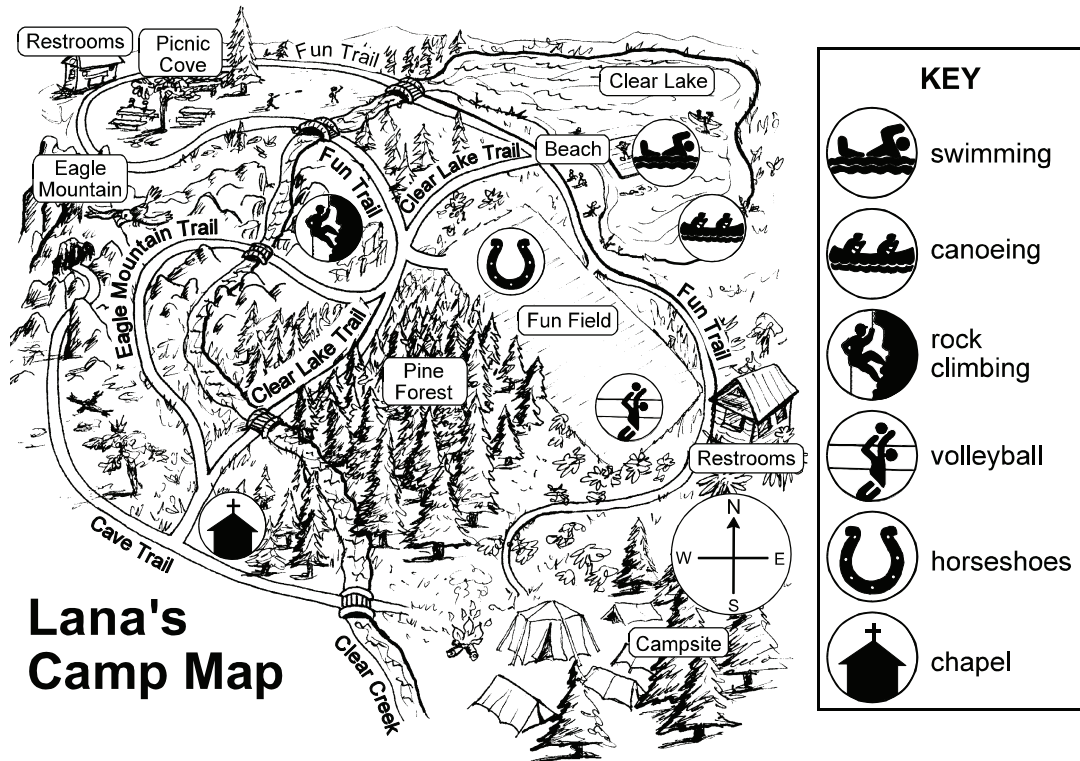 Restrooms
Picnic
Cove
Fun Trail
Clear Lake
KEY
swimming
Beach
Eagle
Mountain
Fun Trail
Clear Lake Trail
Eagle Mountain Trail
canoeing
Fun Trail
Fun Field
Clear Lake Trail
rock
climbing
Pine
Forest
volleyball
Restrooms
N
W
E
S
Cave Trail
horseshoes
Lana's
Camp Map
Clear Creek
Campsite
chapel